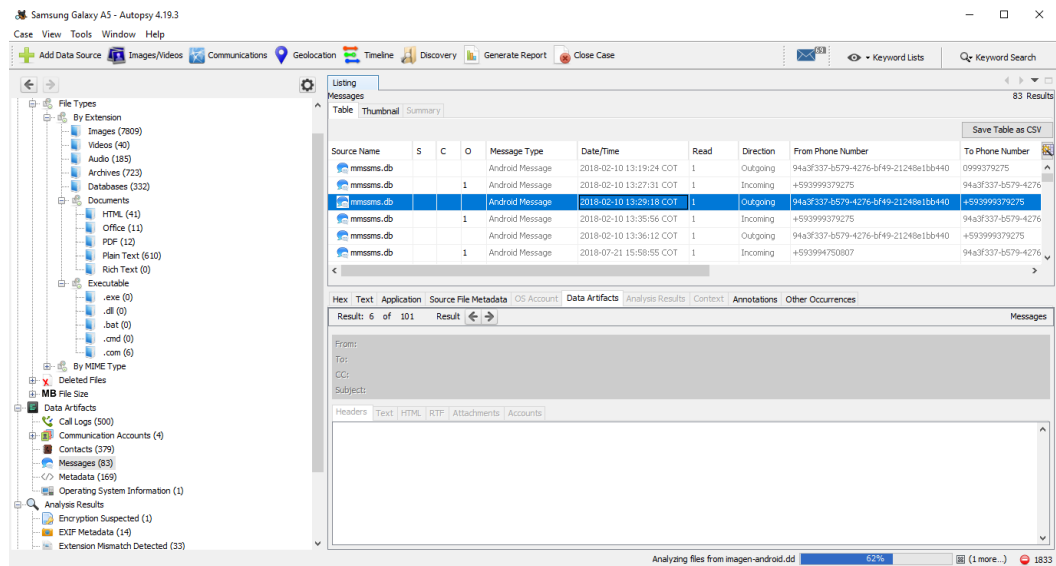 Samsung Galaxy A5 - Autopsy 4.19.3
Case View Tools Window Help
Add Data Source Images/Videos Communications Geolocation Timeline Discovery Generate Report Close Case 69 Keyword Lists Keyword Search
File Types
By Extension
Images (7809)
Videos (40)
Audio (185)
Archives (723)
Databases (332)
Documents
HTML (41)
Office (11)
PDF (12)
Plain Text (610)
Rich Text (0)
Executable
.exe (0)
.dll (0)
.bat (0)
.cmd (0)
.com (6)
By MIME Type
Deleted Files
MB File Size
Data Artifacts
Call Logs (500)
Communication Accounts (4)
Contacts (379)
Messages (83)
Metadata (169)
Operating System Information (1)
Analysis Results
Encryption Suspected (1)
EXIF Metadata (14)
Extension Mismatch Detected (33)
Listing
Messages 83 Results
Table Thumbnail Summary
Save Table as CSV
Source Name S C O Message Type Date/Time Read Direction From Phone Number To Phone Number
mmssms.db Android Message 2018-02-10 13:19:24 COT 1 Outgoing 94a3f337-b579-4276-bf49-21248e1bb440 0999379275
mmssms.db 1 Android Message 2018-02-10 13:27:31 COT 1 Incoming +593999379275 94a3f337-b579-4276
mmssms.db Android Message 2018-02-10 13:29:18 COT 1 Outgoing 94a3f337-b579-4276-bf49-21248e1bb440 +593999379275
mmssms.db 1 Android Message 2018-02-10 13:35:56 COT 1 Incoming +593999379275 94a3f337-b579-4276
mmssms.db Android Message 2018-02-10 13:36:12 COT 1 Outgoing 94a3f337-b579-4276-bf49-21248e1bb440 +593999379275
mmssms.db 1 Android Message 2018-07-21 15:58:55 COT 1 Incoming +593994750807 94a3f337-b579-4276
Hex Text Application Source File Metadata OS Account Data Artifacts Analysis Results Context Annotations Other Occurrences
Result: 6 of 101 Result Messages
From:
To:
CC:
Subject:
Headers Text HTML RTF Attachments Accounts
Analyzing files from imagen-android.dd 62% (1 more...) 1833